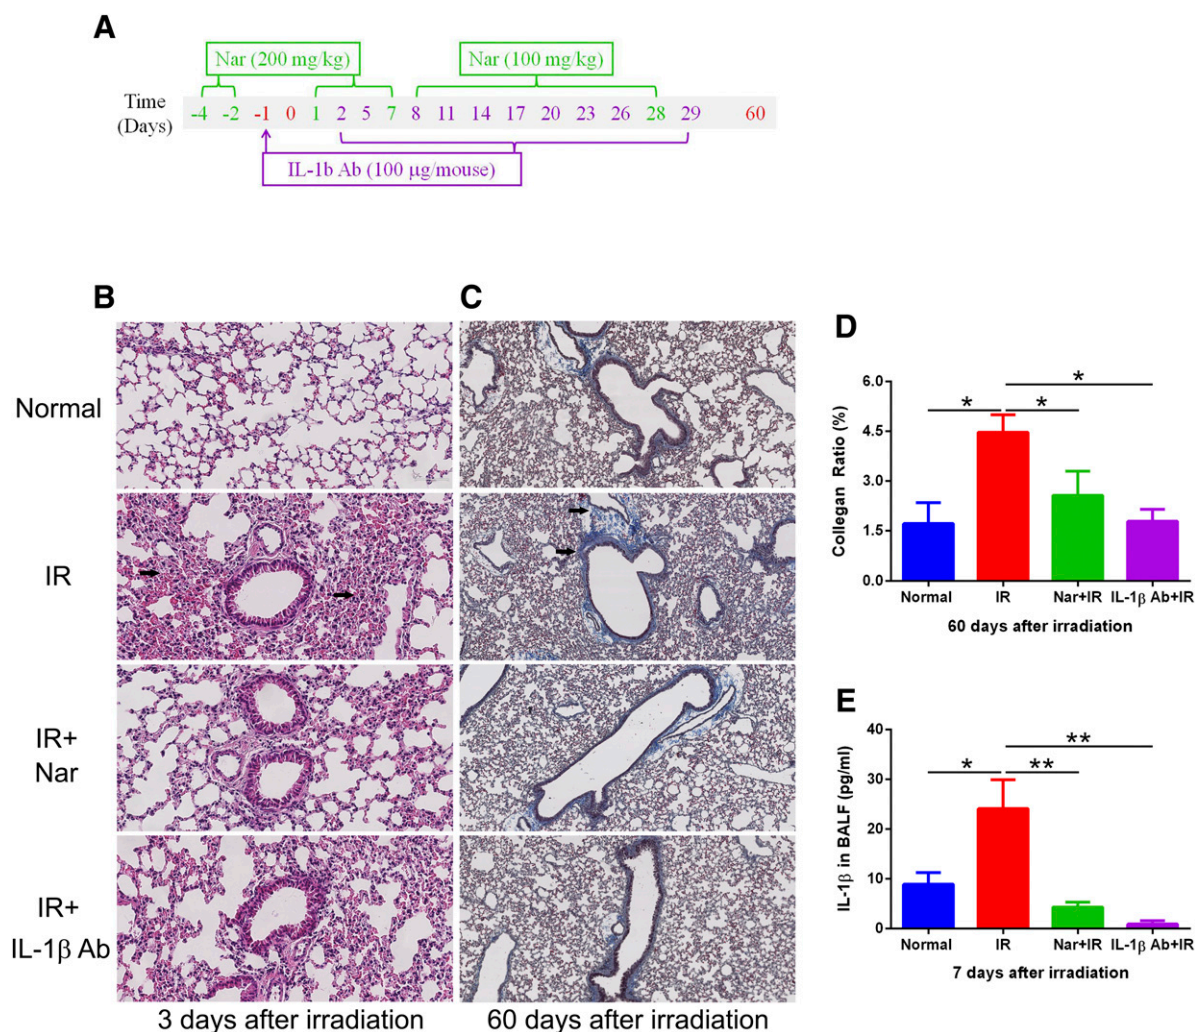 A
Nar (200 mg/kg) Nar (100 mg/kg)
Time (Days) -4 -2 -1 0 1 2 5 7 8 11 14 17 20 23 26 28 29 60
IL-1b Ab (100 μg/mouse)
B
C
Normal
IR
IR+
Nar
IR+
IL-1β Ab
3 days after irradiation
60 days after irradiation
D
Collegan Ratio (%)
6.0
4.5
3.0
1.5
0.0
*
* *
Normal IR Nar+IR IL-1β Ab+IR
60 days after irradiation
E
IL-1β in BALF (pg/ml)
40
30
20
10
0
**
* **
Normal IR Nar+IR IL-1β Ab+IR
7 days after irradiation